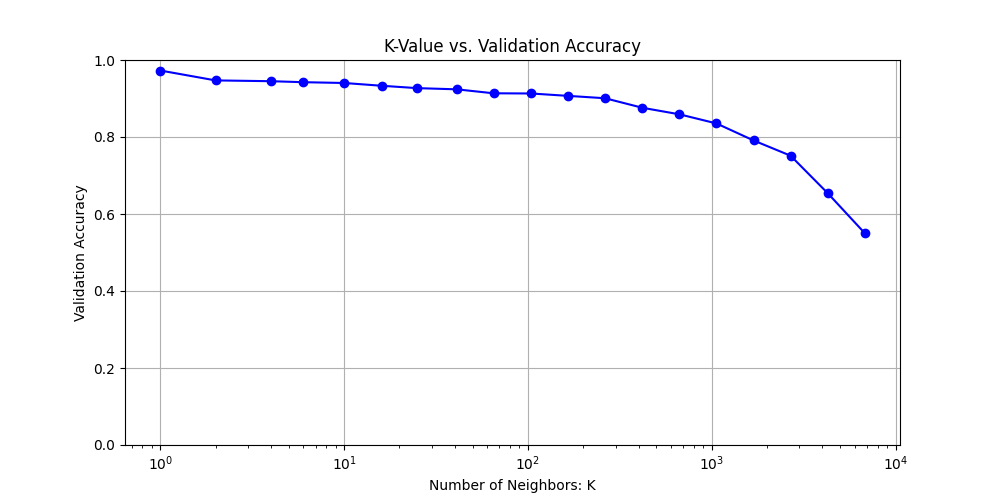 K-Value vs. Validation Accuracy
1.0
0.8
0.6
0.4
0.2
0.0
Validation Accuracy
10⁰ 10¹ 10² 10³ 10⁴
Number of Neighbors: K